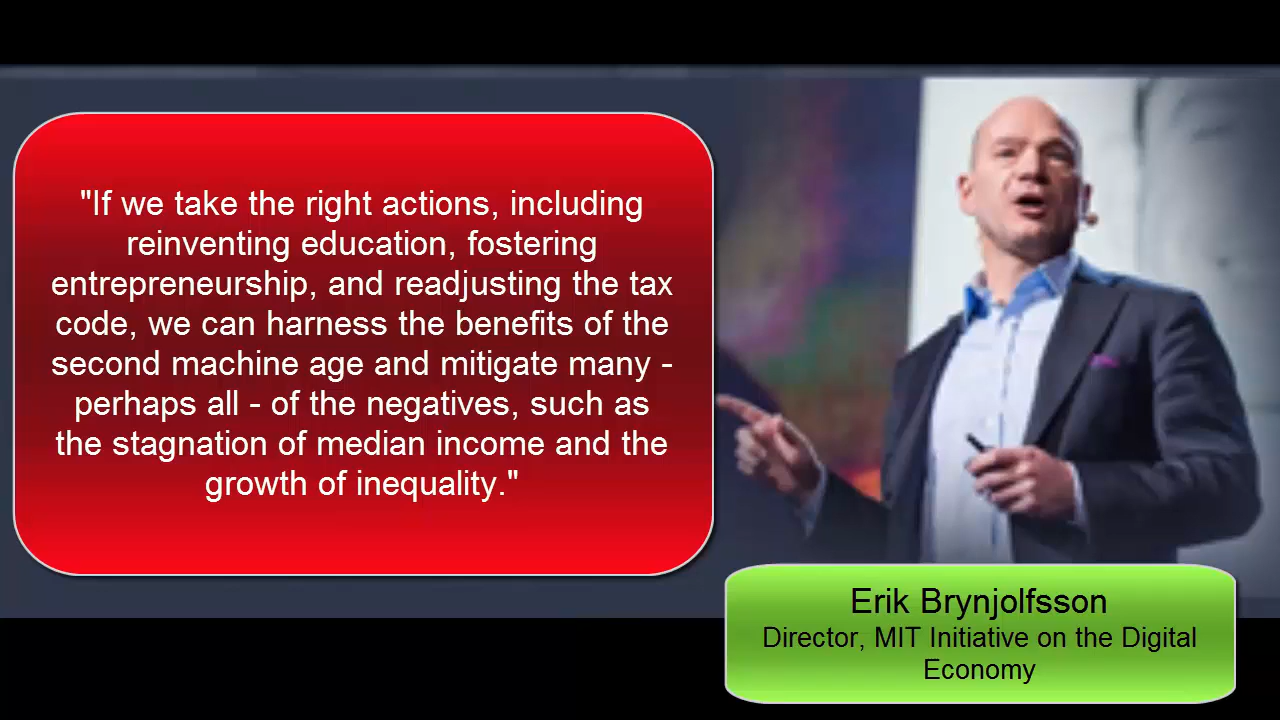 "If we take the right actions, including
reinventing education, fostering
entrepreneurship, and readjusting the tax
code, we can harness the benefits of the
second machine age and mitigate many -
perhaps all - of the negatives, such as
the stagnation of median income and the
growth of inequality."
Erik Brynjolfsson
Director, MIT Initiative on the Digital
Economy